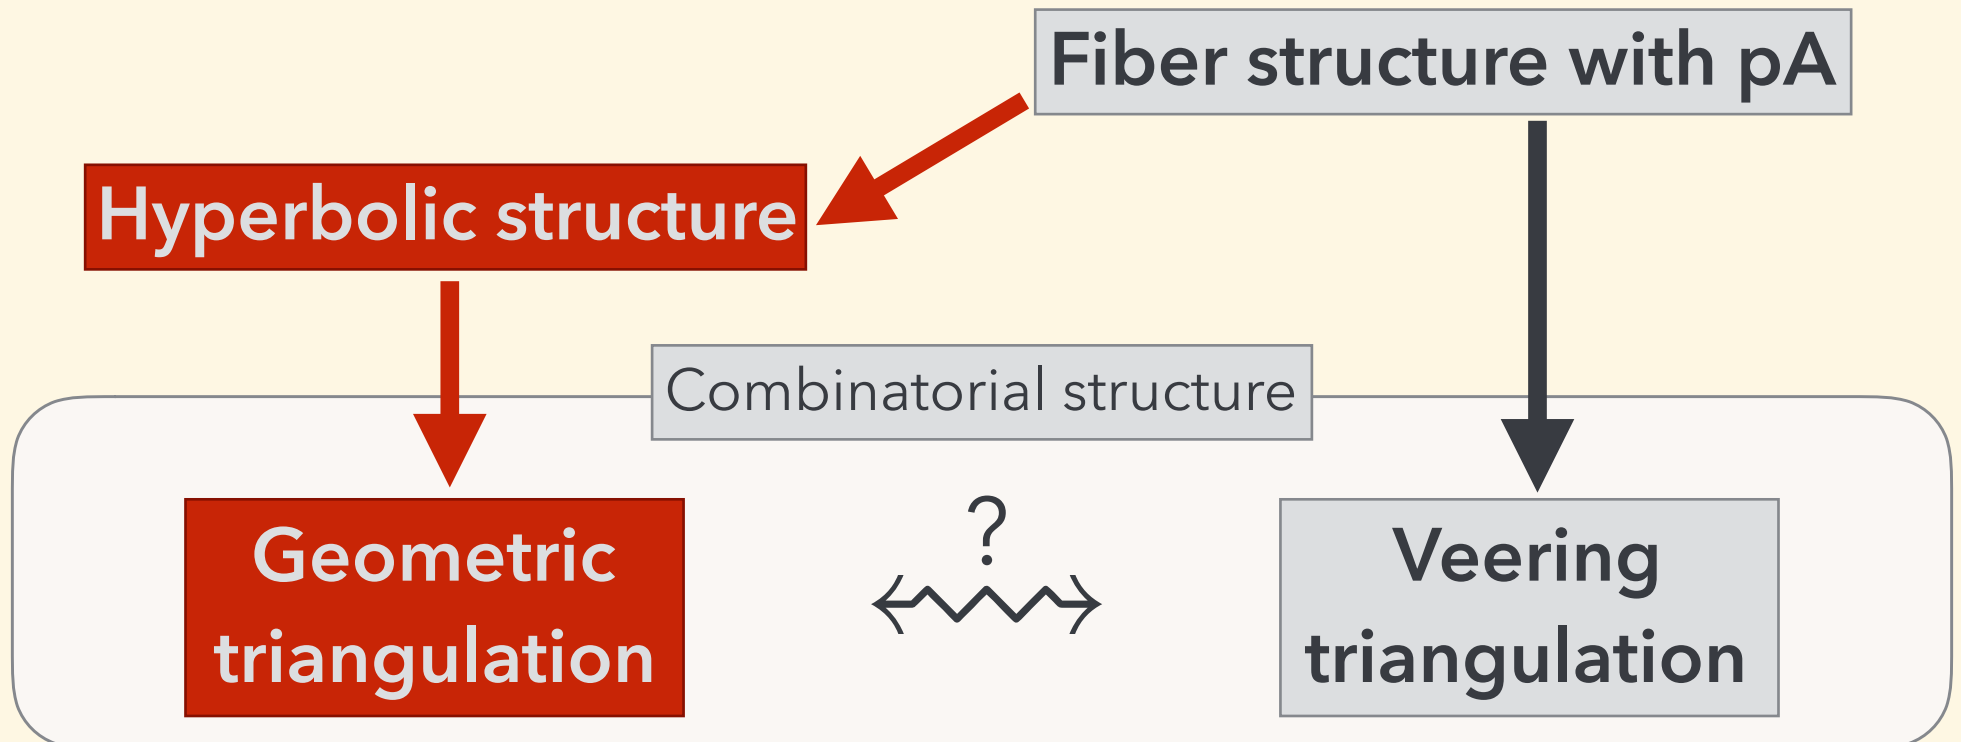 Fiber structure with pA
Hyperbolic structure
Combinatorial structure
Geometric
triangulation
?
Veering
triangulation